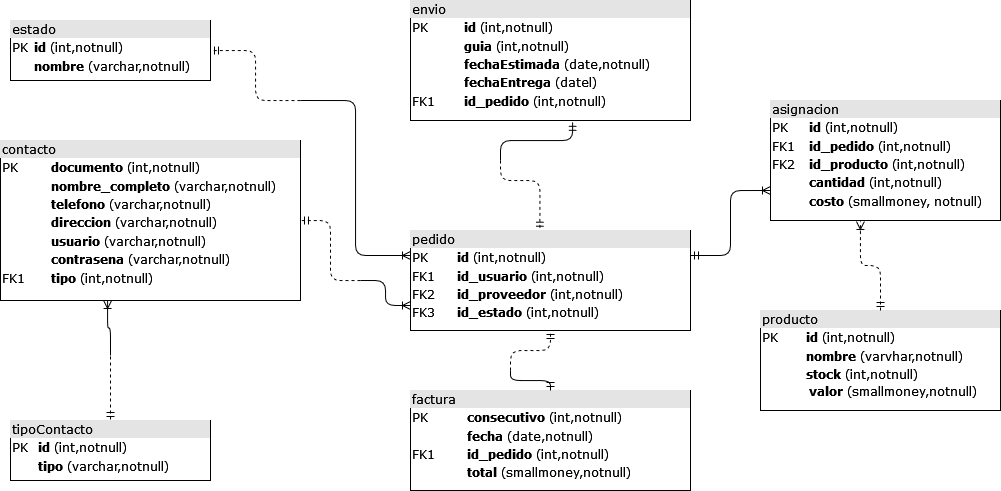 estado
PK id (int,notnull)
nombre (varchar,notnull)
contacto
PK documento (int,notnull)
nombre_completo (varchar,notnull)
telefono (varchar,notnull)
direccion (varchar,notnull)
usuario (varchar,notnull)
contrasena (varchar,notnull)
FK1 tipo (int,notnull)
tipoContacto
PK id (int,notnull)
tipo (varchar,notnull)
envio
PK id (int,notnull)
guia (int,notnull)
fechaEstimada (date,notnull)
fechaEntrega (datel)
FK1 id_pedido (int,notnull)
pedido
PK id (int,notnull)
FK1 id_usuario (int,notnull)
FK2 id_proveedor (int,notnull)
FK3 id_estado (int,notnull)
factura
PK consecutivo (int,notnull)
fecha (date,notnull)
FK1 id_pedido (int,notnull)
total (smallmoney,notnull)
asignacion
PK id (int,notnull)
FK1 id_pedido (int,notnull)
FK2 id_producto (int,notnull)
cantidad (int,notnull)
costo (smallmoney, notnull)
producto
PK id (int,notnull)
nombre (varvhar,notnull)
stock (int,notnull)
valor (smallmoney,notnull)